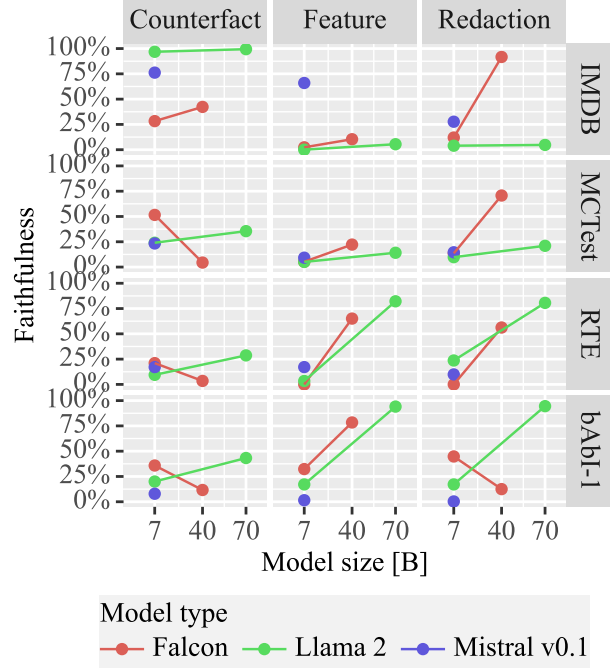 Counterfact Feature Redaction
Faithfulness
100%
75%
50%
25%
0%
IMDB
100%
75%
50%
25%
0%
MCTest
100%
75%
50%
25%
0%
RTE
100%
75%
50%
25%
0%
bAbI-1
7 40 70 7 40 70 7 40 70
Model size [B]
Model type
Falcon Llama 2 Mistral v0.1